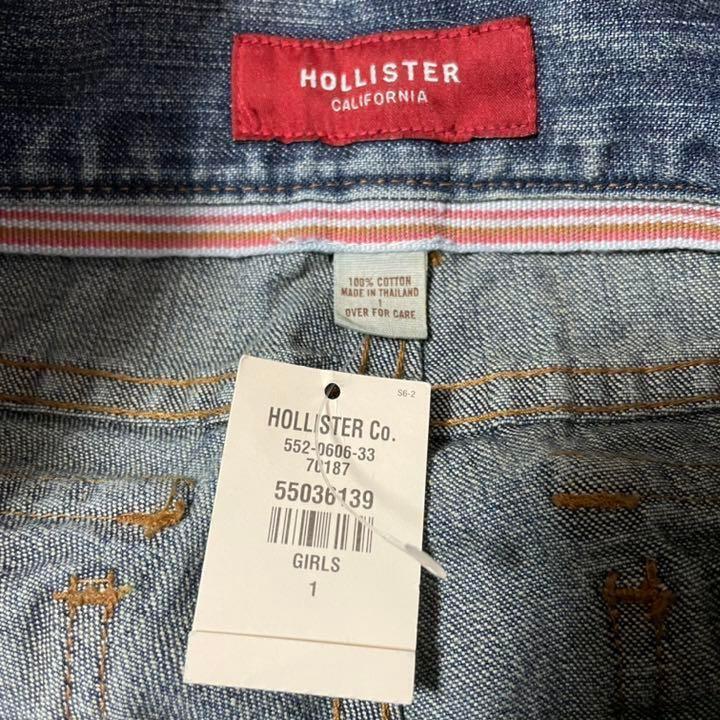 HOLLISTER
CALIFORNIA
100% COTTON
MADE IN THAILAND
1
OVER FOR CARE
S6-2
HOLLISTER Co.
552-0606-33
70187
55036139
GIRLS
1